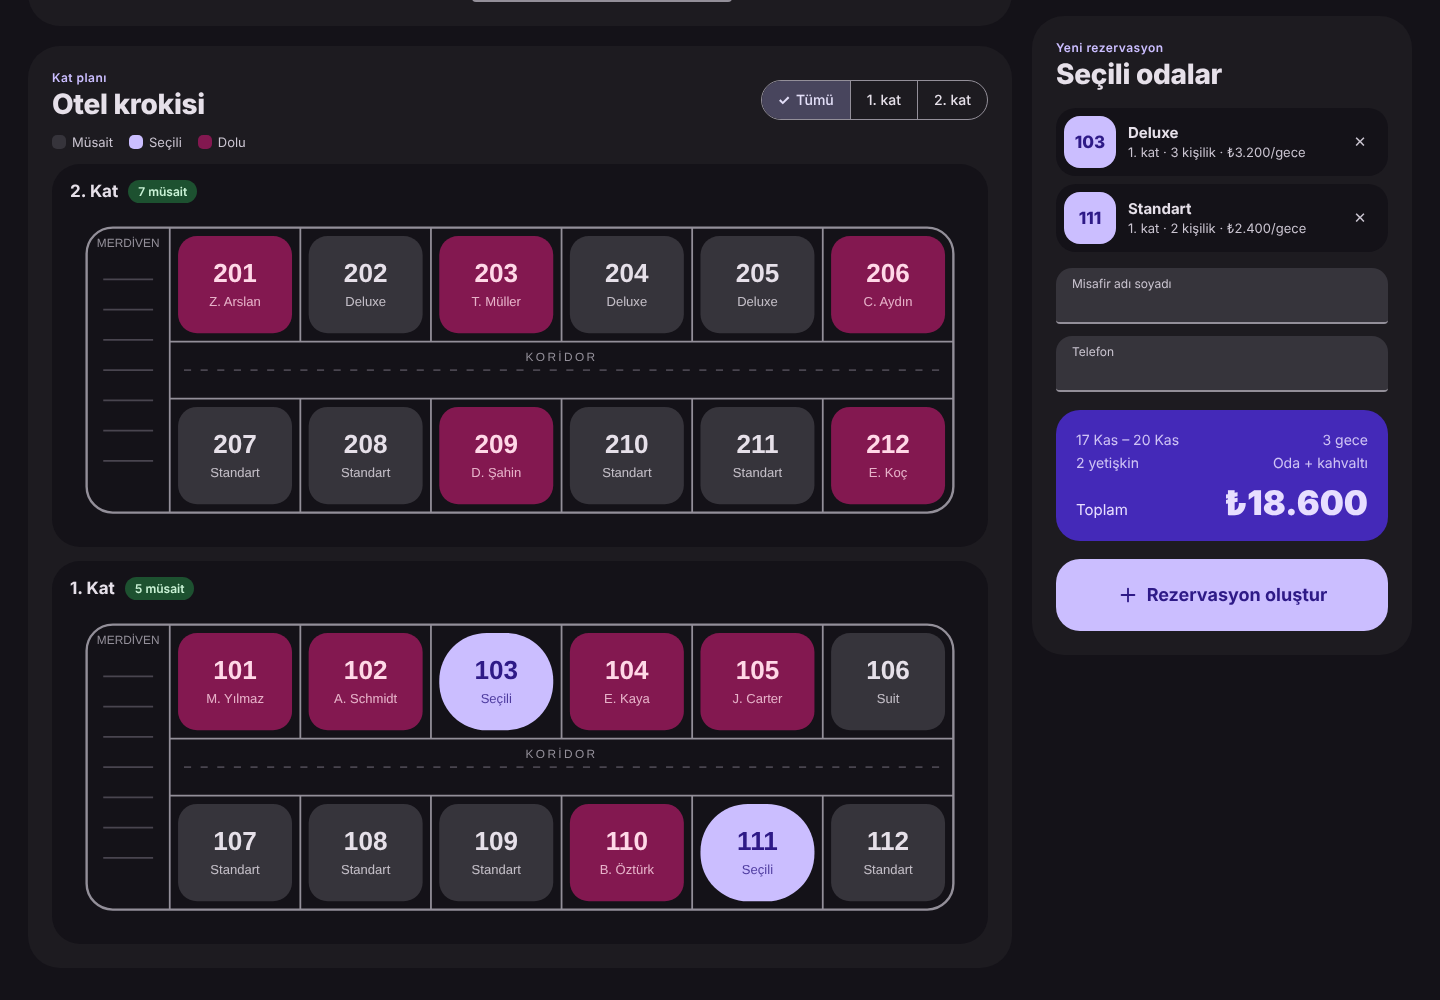 Kat planı
Otel krokisi
Tümü
1. kat
2. kat
Müsait
Seçili
Dolu
2. Kat
7 müsait
MERDİVEN
201
Z. Arslan
202
Deluxe
203
T. Müller
204
Deluxe
205
Deluxe
206
C. Aydın
KORİDOR
207
Standart
208
Standart
209
D. Şahin
210
Standart
211
Standart
212
E. Koç
1. Kat
5 müsait
MERDİVEN
101
M. Yılmaz
102
A. Schmidt
103
Seçili
104
E. Kaya
105
J. Carter
106
Suit
KORİDOR
107
Standart
108
Standart
109
Standart
110
B. Öztürk
111
Seçili
112
Standart
Yeni rezervasyon
Seçili odalar
103
Deluxe
1. kat · 3 kişilik · ₺3.200/gece
111
Standart
1. kat · 2 kişilik · ₺2.400/gece
Misafir adı soyadı
Telefon
17 Kas – 20 Kas
3 gece
2 yetişkin
Oda + kahvaltı
Toplam
₺18.600
Rezervasyon oluştur